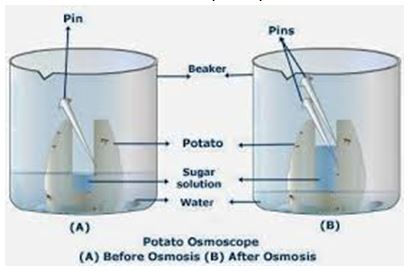 Pin
Pins
Beaker
Potato
Sugar
solution
Water
(A)
(B)
Potato Osmoscope
(A) Before Osmosis (B) After Osmosis